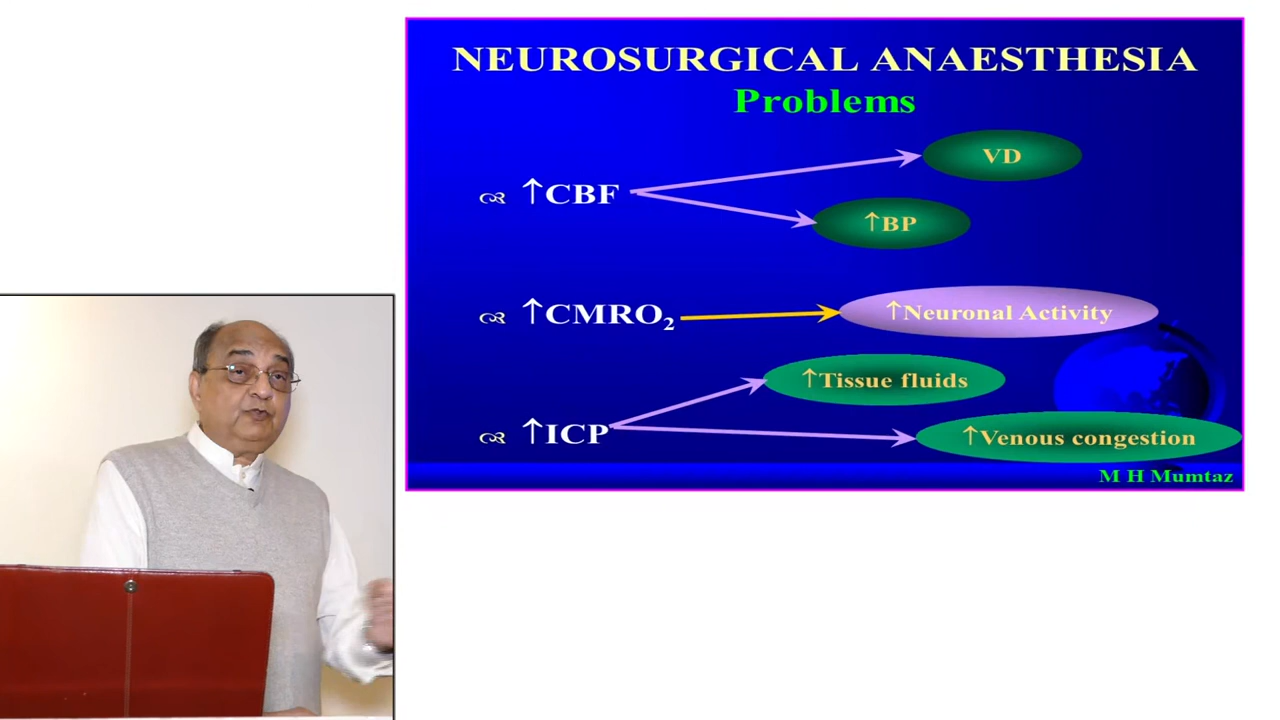 NEUROSURGICAL ANAESTHESIA
Problems
VD
↑CBF
↑BP
↑CMRO₂
↑Neuronal Activity
↑Tissue fluids
↑ICP
↑Venous congestion
M H Mumtaz